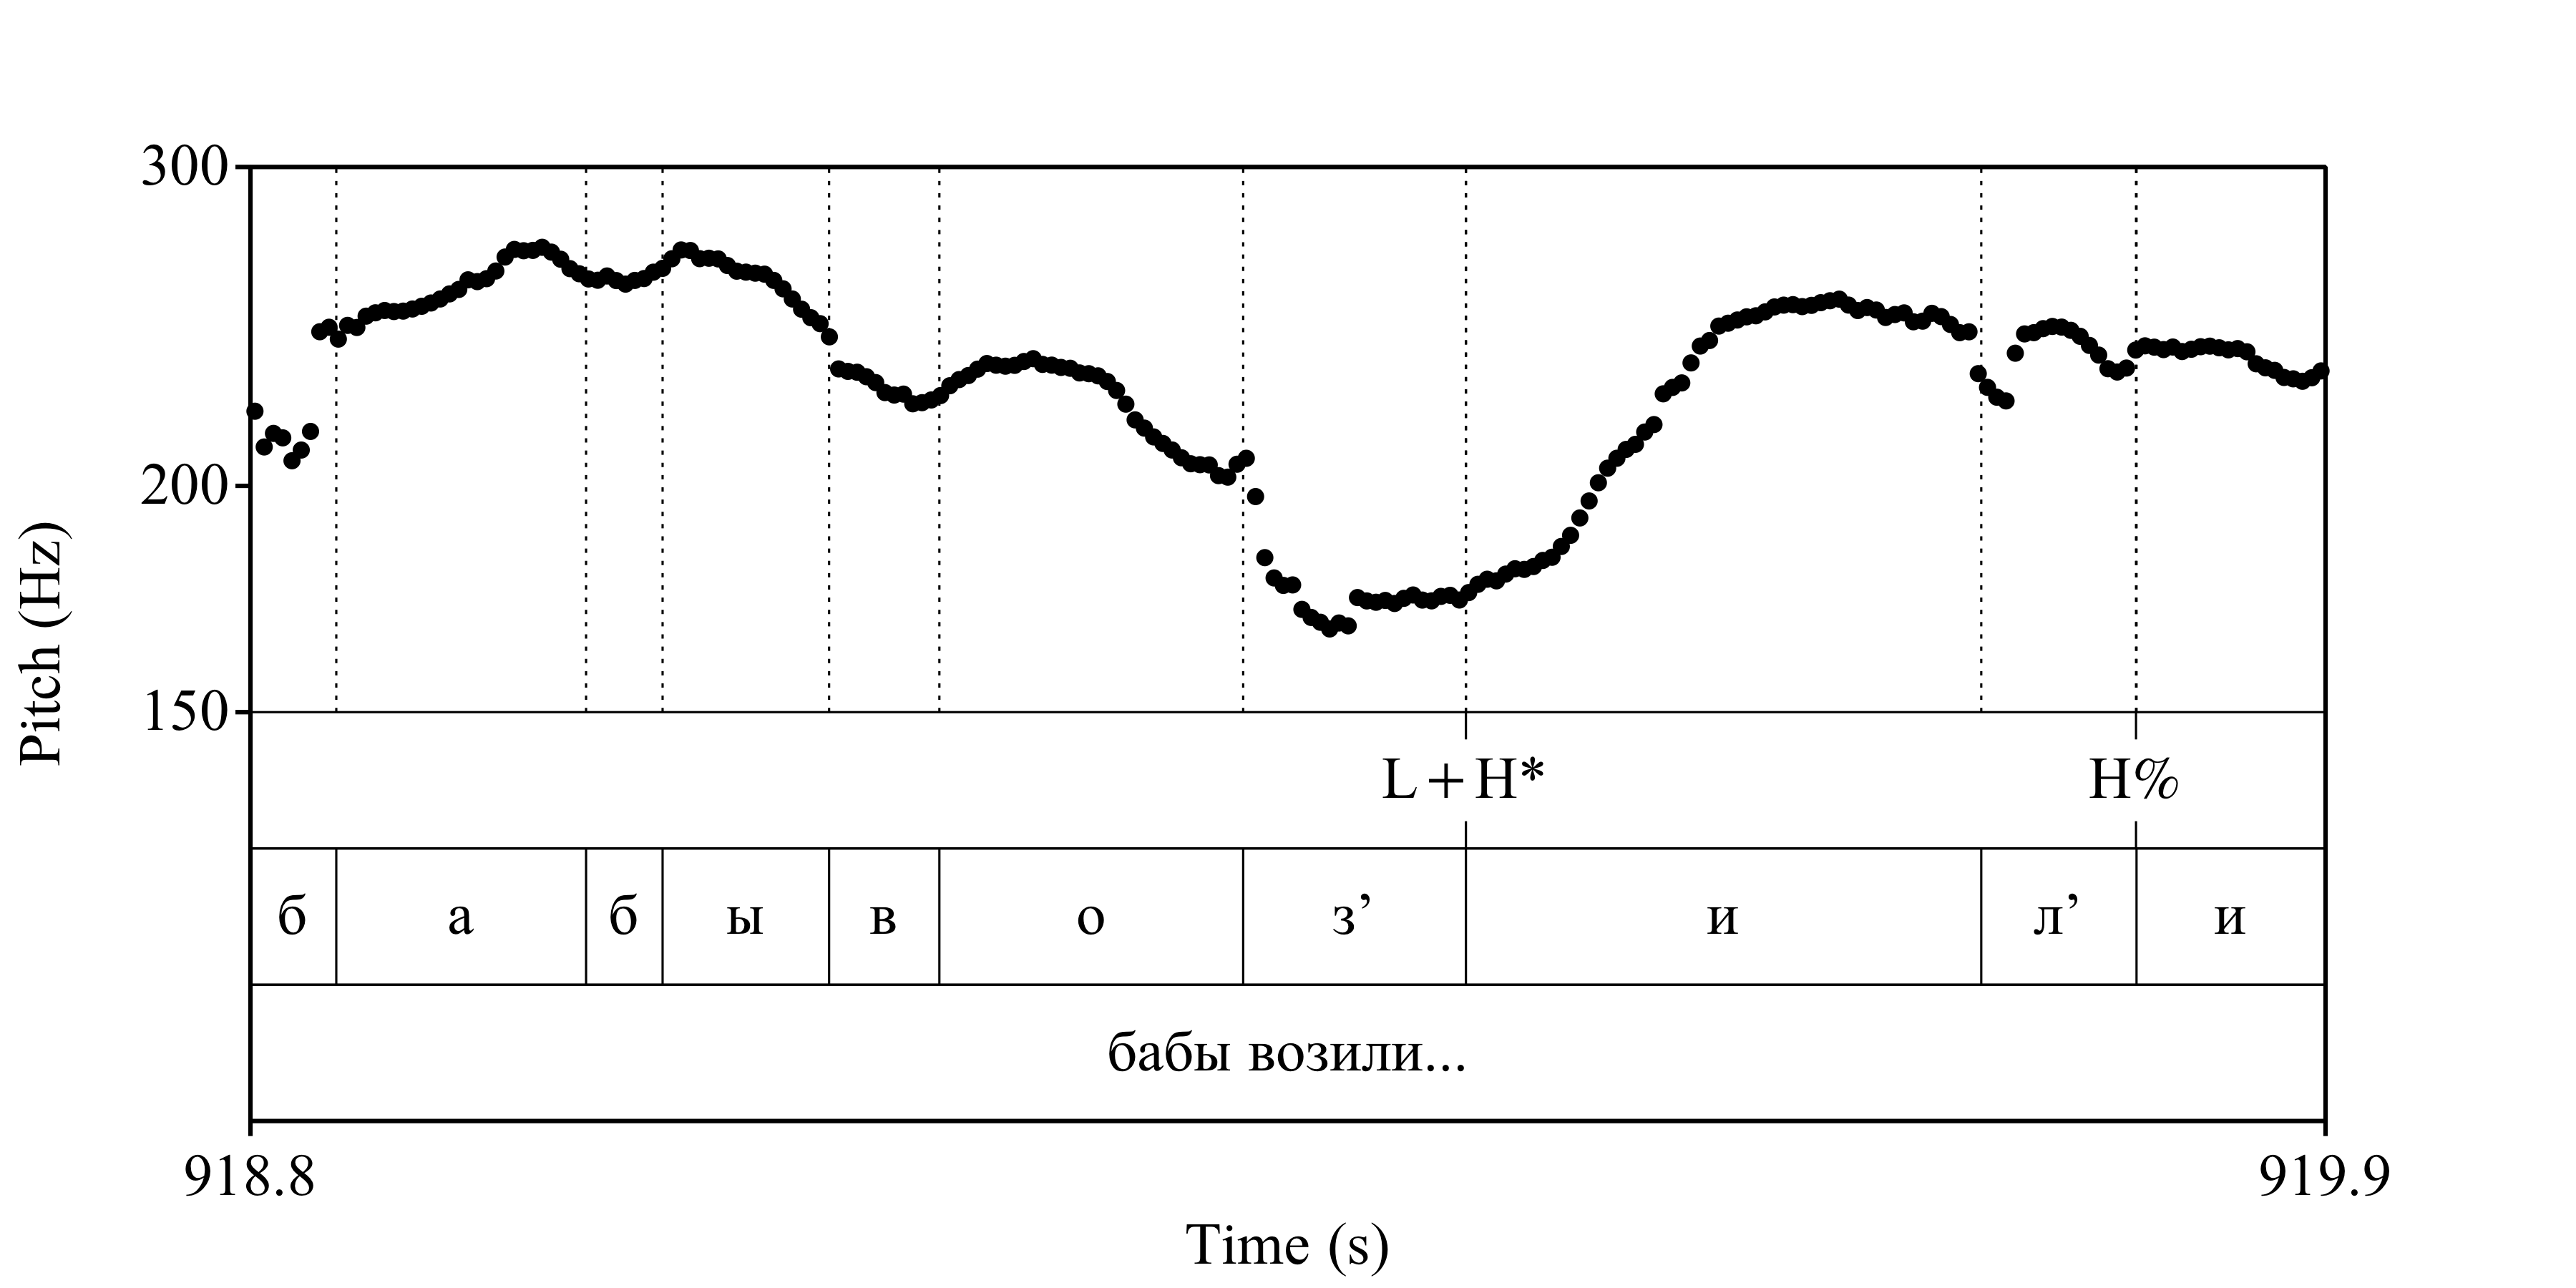 300
200
150
Pitch (Hz)
L+H* H%
б а б ы в о з’ и л’ и
бабы возили...
918.8 919.9
Time (s)